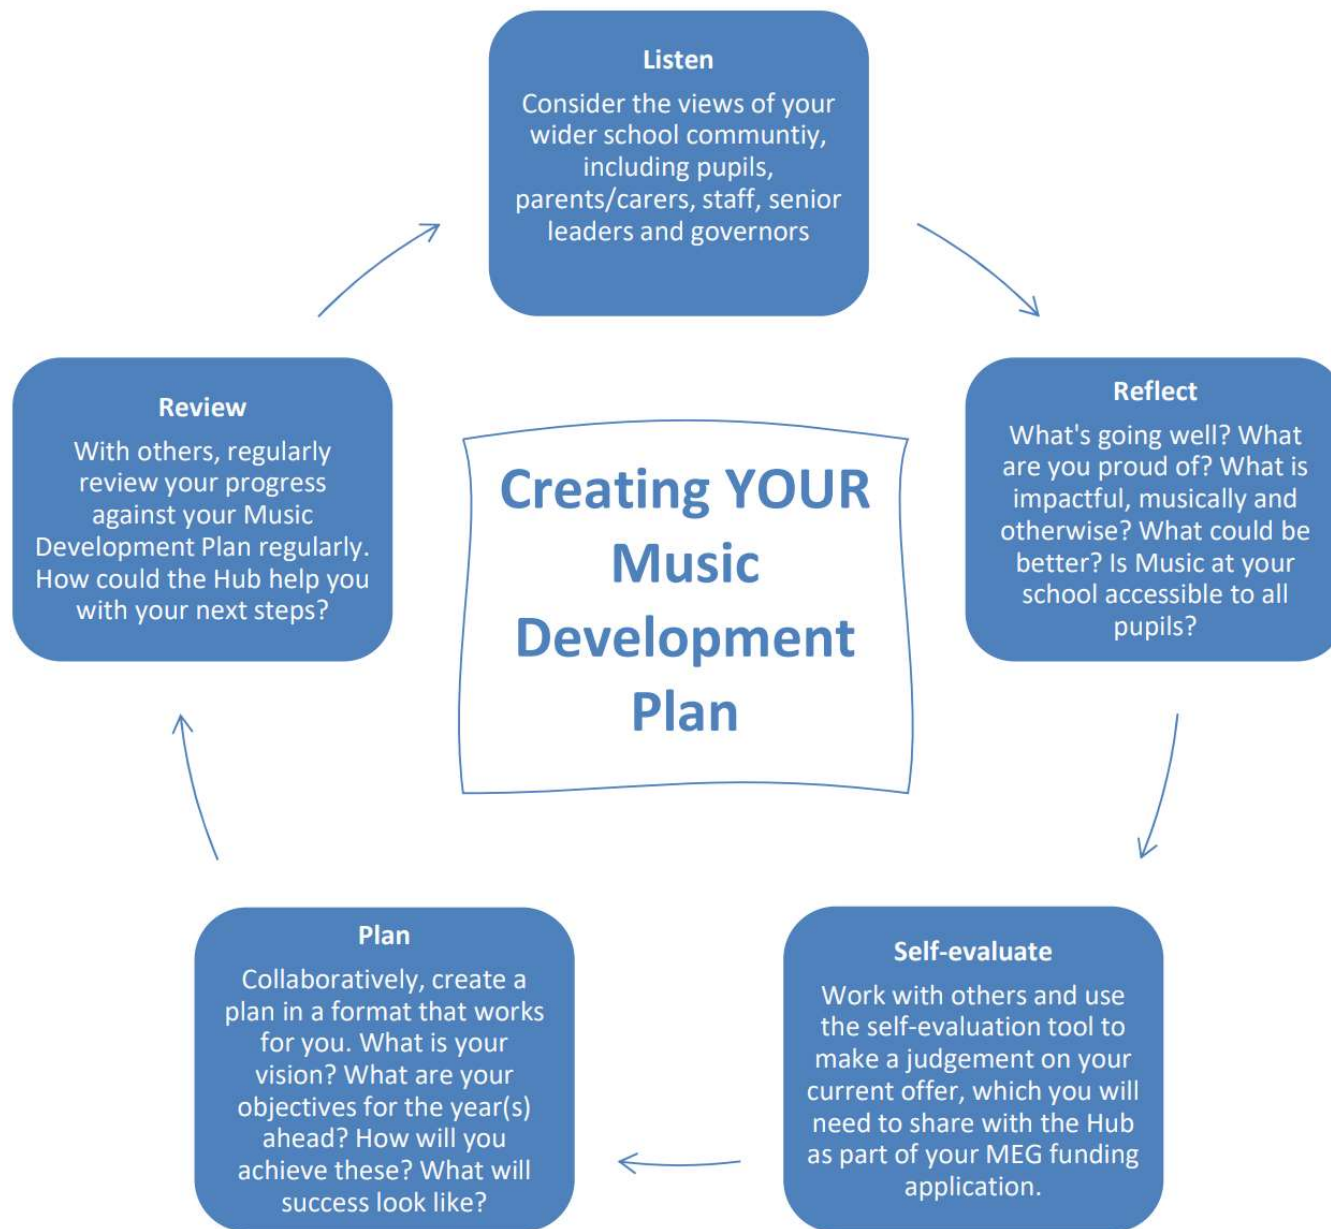 Listen
Consider the views of your
wider school communtiy,
including pupils,
parents/carers, staff, senior
leaders and governors
Reflect
What's going well? What
are you proud of? What is
impactful, musically and
otherwise? What could be
better? Is Music at your
school accessible to all
pupils?
Self-evaluate
Work with others and use
the self-evaluation tool to
make a judgement on your
current offer, which you will
need to share with the Hub
as part of your MEG funding
application.
Plan
Collaboratively, create a
plan in a format that works
for you. What is your
vision? What are your
objectives for the year(s)
ahead? How will you
achieve these? What will
success look like?
Review
With others, regularly
review your progress
against your Music
Development Plan regularly.
How could the Hub help you
with your next steps?
Creating YOUR
Music
Development
Plan